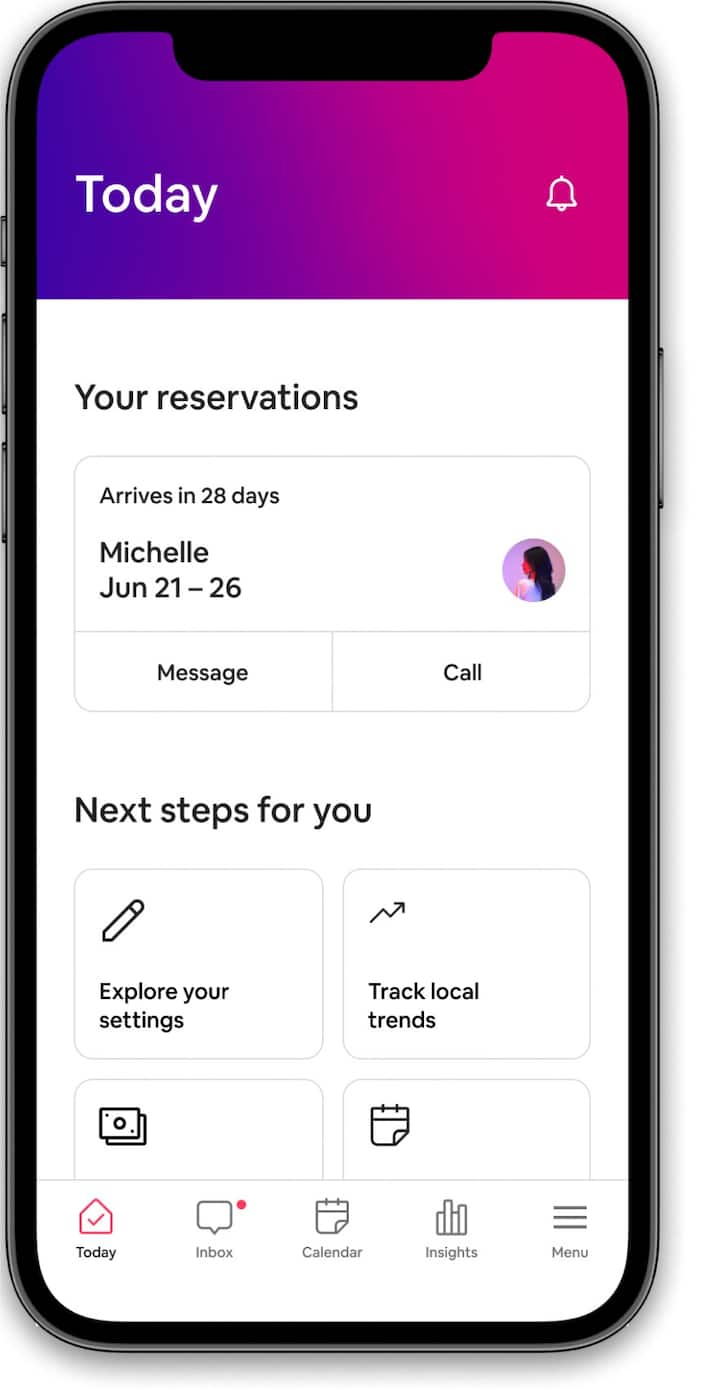 Today
Your reservations
Arrives in 28 days
Michelle
Jun 21 – 26
Message
Call
Next steps for you
Explore your
settings
Track local
trends
Today
Inbox
Calendar
Insights
Menu